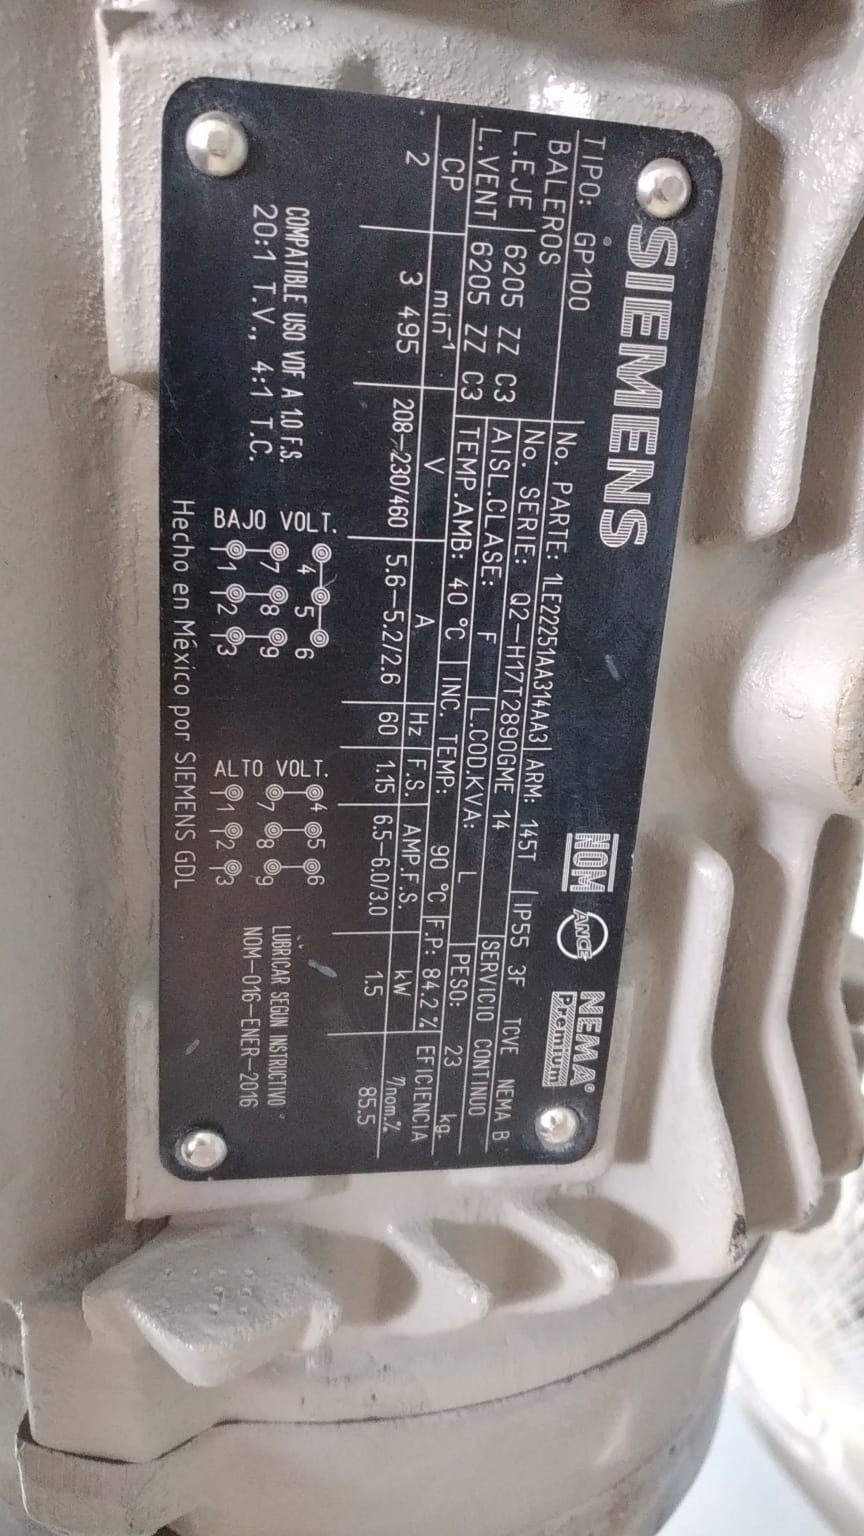 SIEMENS
NOM ANCE NEMA® Premium
TIPO: GP100
No. PARTE: 1LE22251AA314AA3 ARM: 145T IP55 3F TCVE NEMA B
BALEROS
No. SERIE: Q2-H17T2890GME 14 SERVICIO CONTINUO
L.EJE 6205 ZZ C3 AISL.CLASE: F L.COD.KVA: L PESO: 23 kg.
L.VENT 6205 ZZ C3 TEMP.AMB: 40 °C INC. TEMP: 90 °C F.P: 84.2 % EFICIENCIA
CP min-1 V A Hz F.S. AMP.F.S. kW ηnom.%
2 3 495 208-230/460 5.6-5.2/2.6 60 1.15 6.5-6.0/3.0 1.5 85.5
COMPATIBLE USO VDF A 1.0 F.S.
20:1 T.V., 4:1 T.C.
BAJO VOLT.
4 5 6
7 8 9
1 2 3
ALTO VOLT.
4 5 6
7 8 9
1 2 3
LUBRICAR SEGUN INSTRUCTIVO
NOM-016-ENER-2016
Hecho en México por SIEMENS GDL